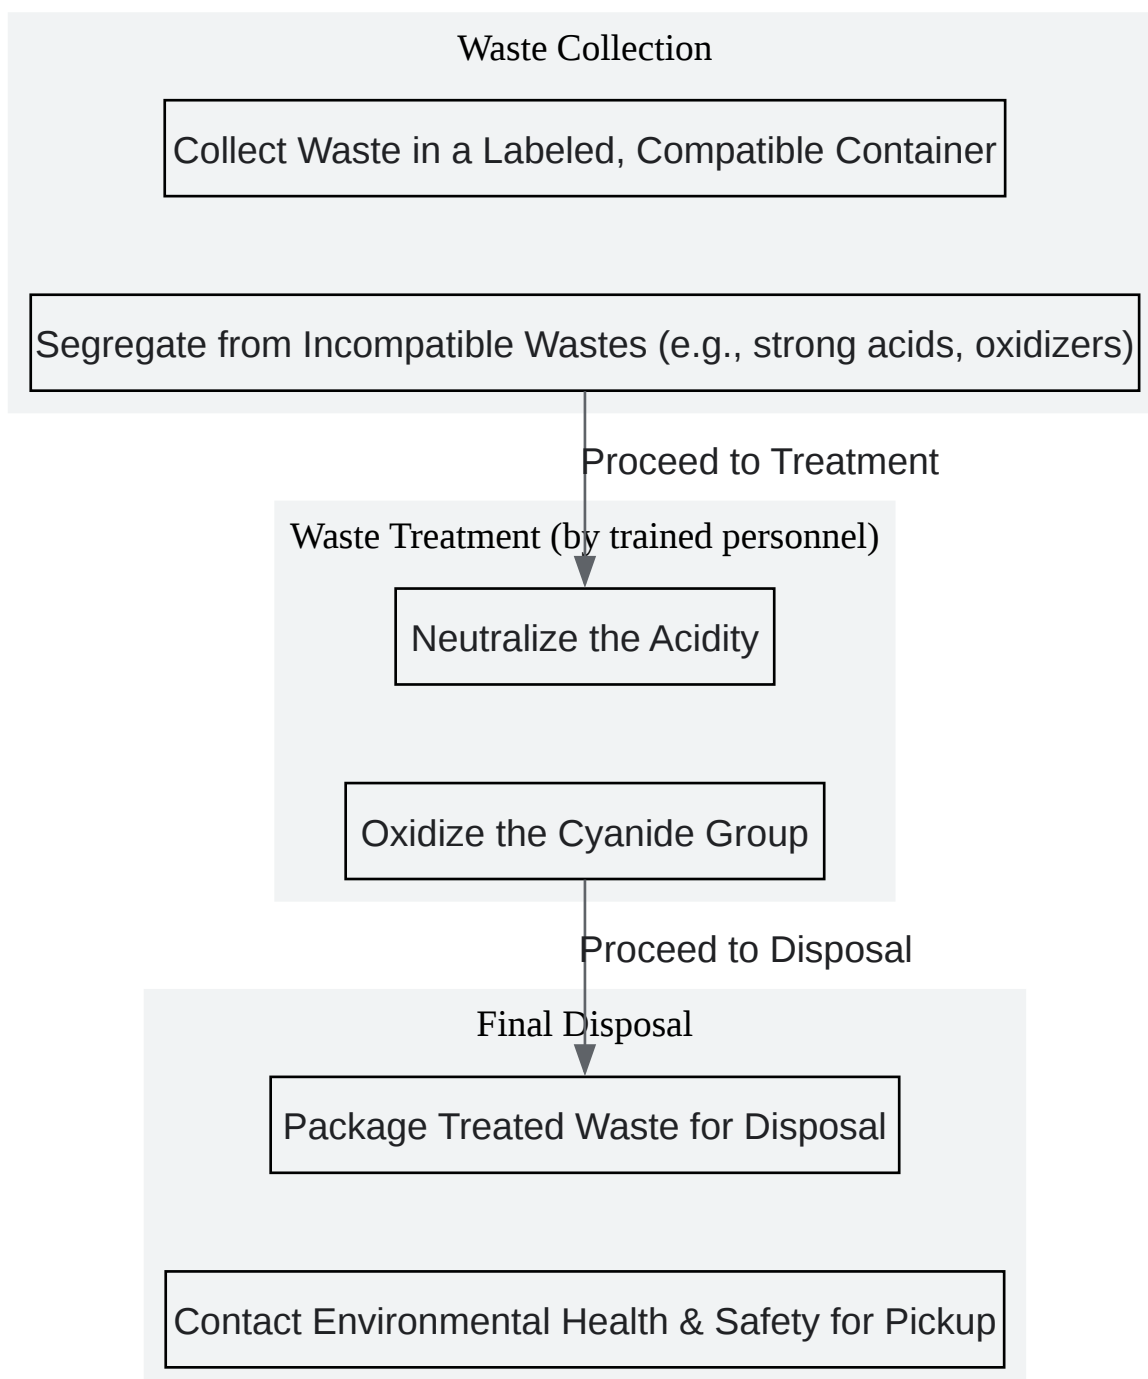 Waste Collection
Collect Waste in a Labeled, Compatible Container
Segregate from Incompatible Wastes (e.g., strong acids, oxidizers)
Proceed to Treatment
Waste Treatment (by trained personnel)
Neutralize the Acidity
Oxidize the Cyanide Group
Proceed to Disposal
Final Disposal
Package Treated Waste for Disposal
Contact Environmental Health & Safety for Pickup